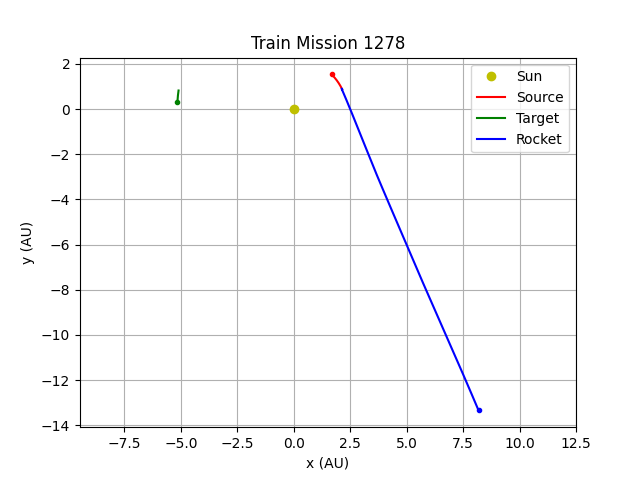 Train Mission 1278
Sun
Source
Target
Rocket
y (AU)
2
0
−2
−4
−6
−8
−10
−12
−14
−7.5 −5.0 −2.5 0.0 2.5 5.0 7.5 10.0 12.5
x (AU)